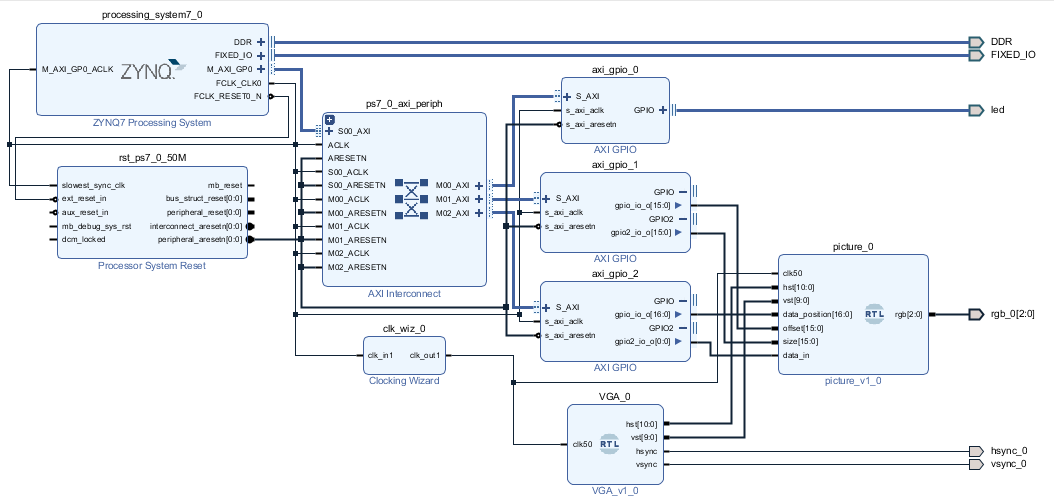 processing_system7_0
DDR
FIXED_IO
M_AXI_GP0_ACLK
ZYNQ
M_AXI_GP0
FCLK_CLK0
FCLK_RESET0_N
ZYNQ7 Processing System
DDR
FIXED_IO
axi_gpio_0
S_AXI
s_axi_aclk
GPIO
s_axi_aresetn
AXI GPIO
led
ps7_0_axi_periph
S00_AXI
ACLK
ARESETN
S00_ACLK
S00_ARESETN
M00_AXI
M00_ACLK
M01_AXI
M00_ARESETN
M02_AXI
M01_ACLK
M01_ARESETN
M02_ACLK
M02_ARESETN
AXI Interconnect
rst_ps7_0_50M
slowest_sync_clk
mb_reset
ext_reset_in
bus_struct_reset[0:0]
aux_reset_in
peripheral_reset[0:0]
mb_debug_sys_rst
interconnect_aresetn[0:0]
dcm_locked
peripheral_aresetn[0:0]
Processor System Reset
axi_gpio_1
GPIO
S_AXI
gpio_io_o[15:0]
s_axi_aclk
GPIO2
s_axi_aresetn
gpio2_io_o[15:0]
AXI GPIO
axi_gpio_2
GPIO
S_AXI
gpio_io_o[16:0]
s_axi_aclk
GPIO2
s_axi_aresetn
gpio2_io_o[0:0]
AXI GPIO
picture_0
clk50
hst[10:0]
vst[9:0]
data_position[16:0]
RTL
rgb[2:0]
offset[15:0]
size[15:0]
data_in
picture_v1_0
rgb_0[2:0]
clk_wiz_0
clk_in1
clk_out1
Clocking Wizard
VGA_0
hst[10:0]
vst[9:0]
clk50
RTL
hsync
vsync
VGA_v1_0
hsync_0
vsync_0